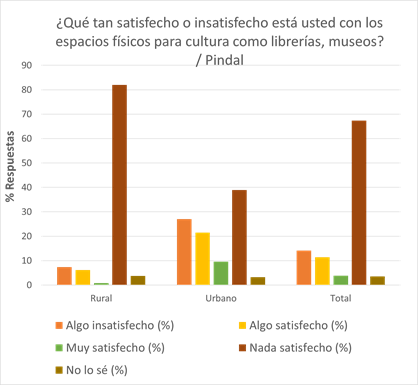 ¿Qué tan satisfecho o insatisfecho está usted con los
espacios físicos para cultura como librerías, museos?
/ Pindal
% Respuestas
90
80
70
60
50
40
30
20
10
0
Rural Urbano Total
Algo insatisfecho (%) Algo satisfecho (%)
Muy satisfecho (%) Nada satisfecho (%)
No lo sé (%)